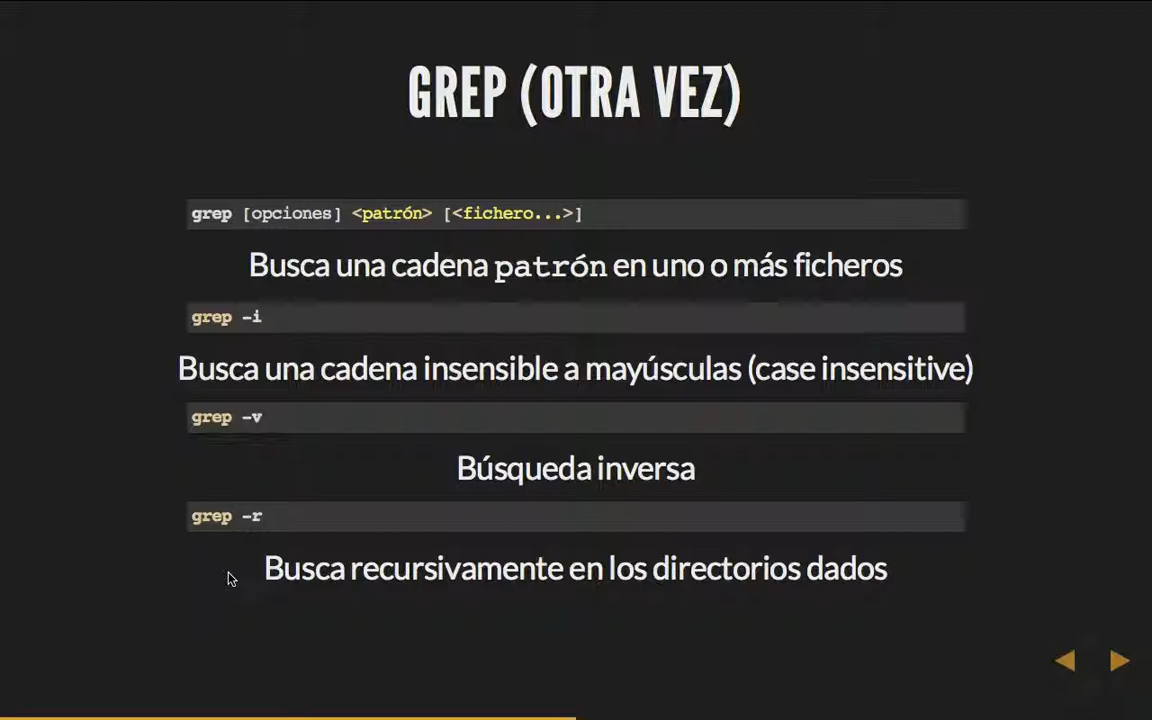 GREP (OTRA VEZ)
grep [opciones] <patrón> [<fichero...>]
Busca una cadena patrón en uno o más ficheros
grep -i
Busca una cadena insensible a mayúsculas (case insensitive)
grep -v
Búsqueda inversa
grep -r
Busca recursivamente en los directorios dados